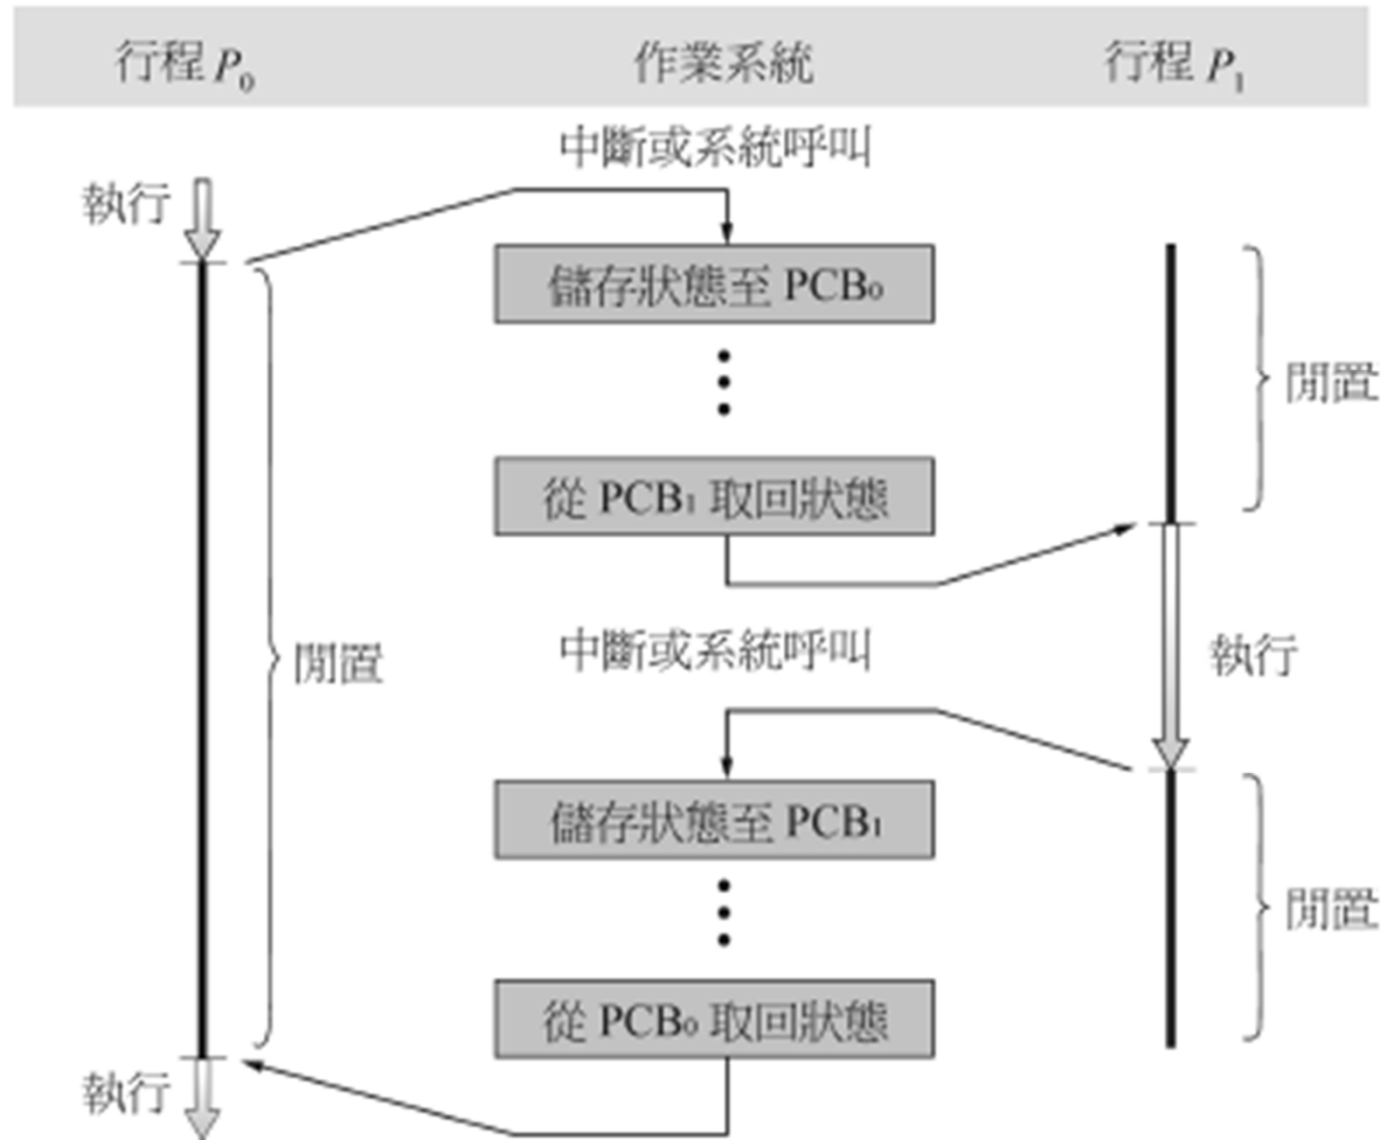 行程 P0 作業系統 行程 P1
中斷或系統呼叫
執行
儲存狀態至 PCB0
閒置
從 PCB1 取回狀態
中斷或系統呼叫
執行
閒置
儲存狀態至 PCB1
閒置
從 PCB0 取回狀態
執行